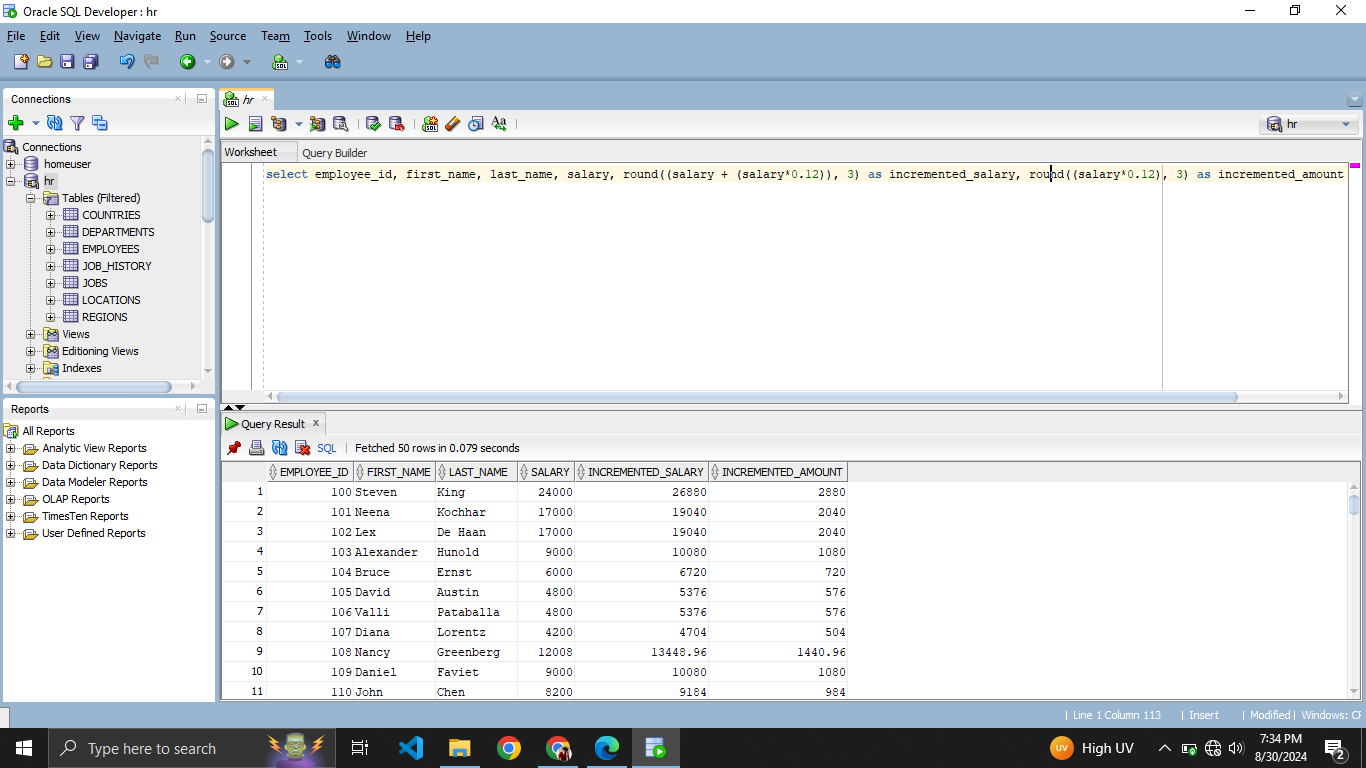 Oracle SQL Developer : hr
File Edit View Navigate Run Source Team Tools Window Help
SQL
Connections
hr
Aa
hr
Connections
homeuser
hr
Tables (Filtered)
COUNTRIES
DEPARTMENTS
EMPLOYEES
JOB_HISTORY
JOBS
LOCATIONS
REGIONS
Views
Editioning Views
Indexes
Worksheet Query Builder
select employee_id, first_name, last_name, salary, round((salary + (salary*0.12)), 3) as incremented_salary, round((salary*0.12), 3) as incremented_amount
Reports
All Reports
Analytic View Reports
Data Dictionary Reports
Data Modeler Reports
OLAP Reports
TimesTen Reports
User Defined Reports
Query Result x
SQL | Fetched 50 rows in 0.079 seconds
EMPLOYEE_ID FIRST_NAME LAST_NAME SALARY INCREMENTED_SALARY INCREMENTED_AMOUNT
1 100 Steven King 24000 26880 2880
2 101 Neena Kochhar 17000 19040 2040
3 102 Lex De Haan 17000 19040 2040
4 103 Alexander Hunold 9000 10080 1080
5 104 Bruce Ernst 6000 6720 720
6 105 David Austin 4800 5376 576
7 106 Valli Pataballa 4800 5376 576
8 107 Diana Lorentz 4200 4704 504
9 108 Nancy Greenberg 12008 13448.96 1440.96
10 109 Daniel Faviet 9000 10080 1080
11 110 John Chen 8200 9184 984
| Line 1 Column 113 | Insert | Modified | Windows: CF
Type here to search
UV High UV
7:34 PM
8/30/2024
2